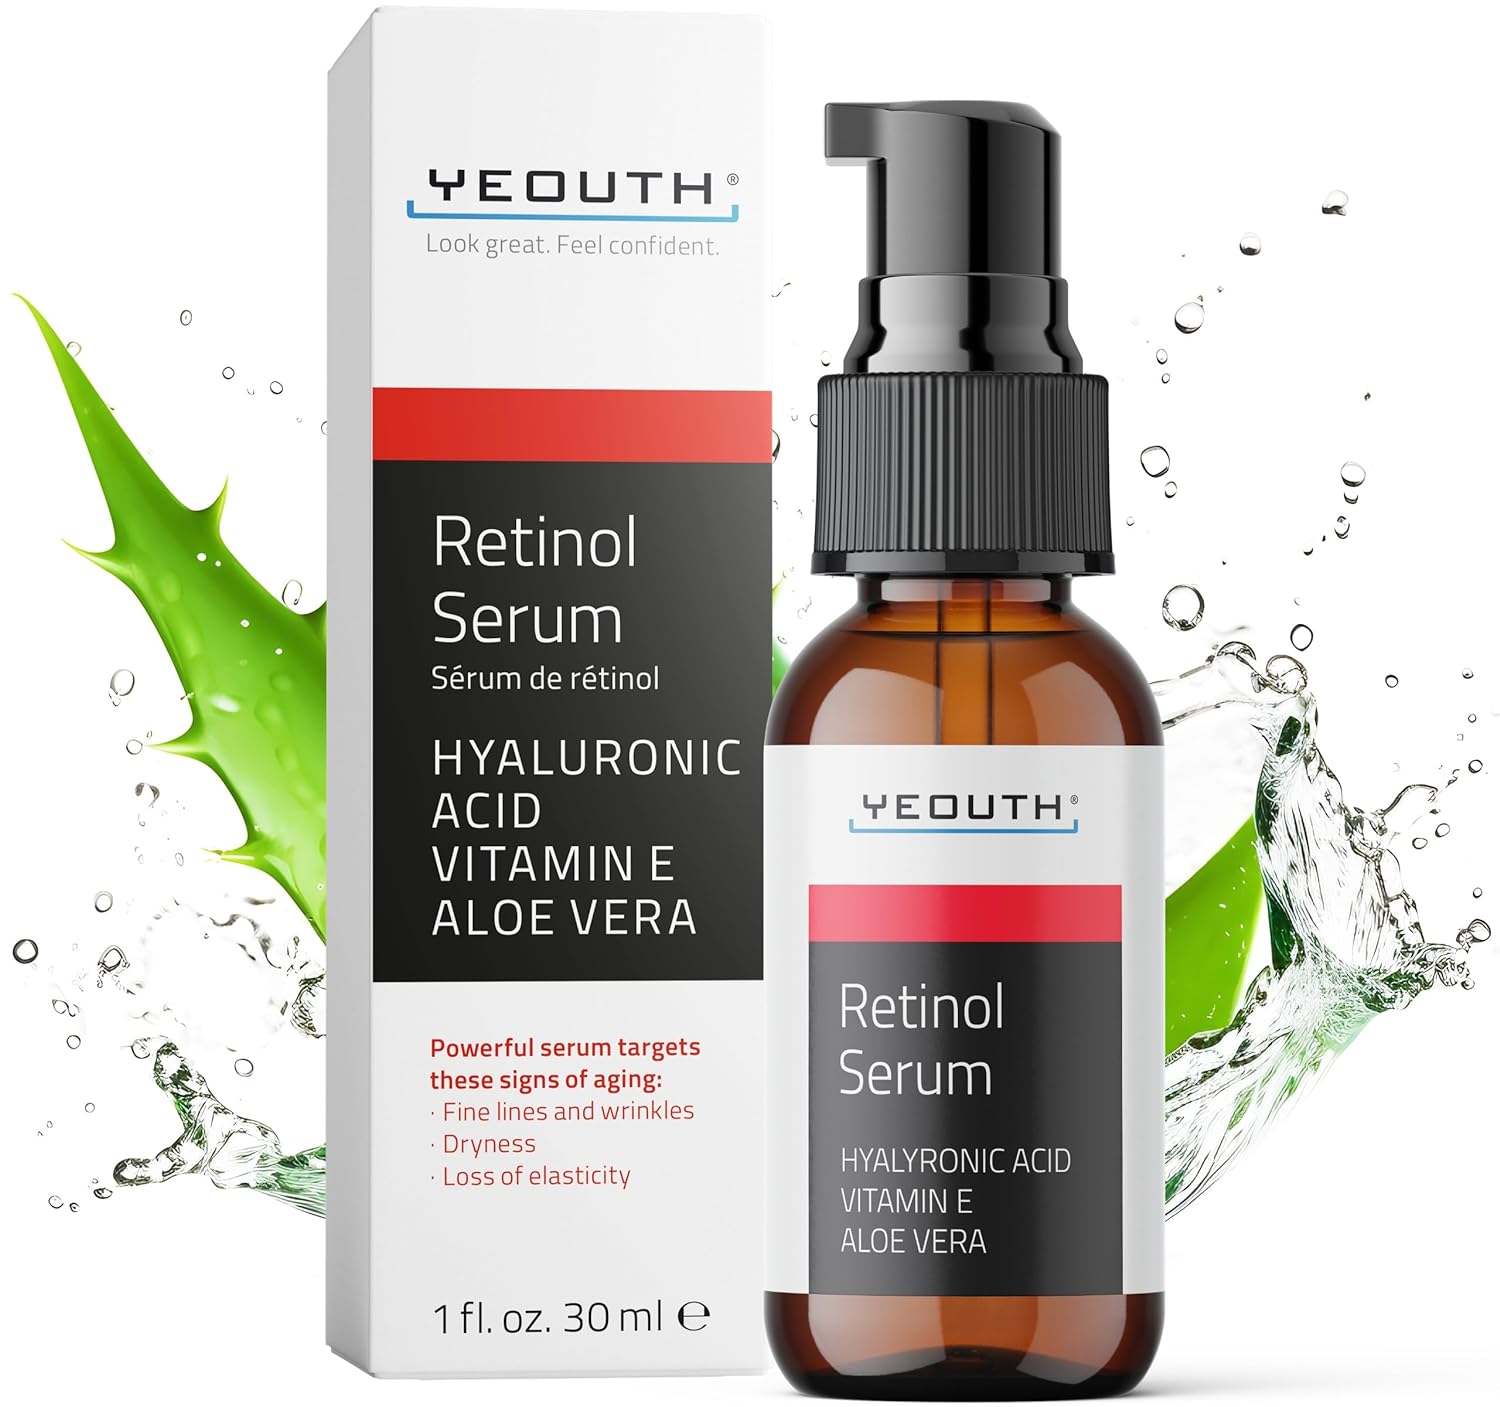 YEOUTH®
Look great. Feel confident.
Retinol
Serum
Sérum de rétinol
HYALURONIC
ACID
VITAMIN E
ALOE VERA
Powerful serum targets
these signs of aging:
· Fine lines and wrinkles
· Dryness
· Loss of elasticity
1 fl. oz. 30 ml ℮
YEOUTH®
Retinol
Serum
HYALYRONIC ACID
VITAMIN E
ALOE VERA